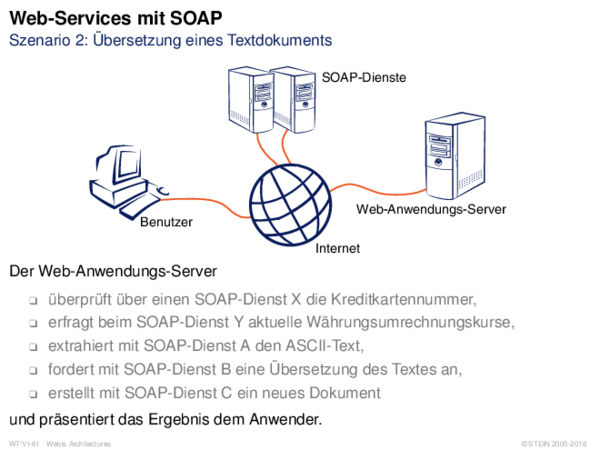 Web-Services mit SOAP
Szenario 2: Übersetzung eines Textdokuments
SOAP-Dienste
Web-Anwendungs-Server
Benutzer
Internet
Der Web-Anwendungs-Server
❑ überprüft über einen SOAP-Dienst X die Kreditkartennummer,
❑ erfragt beim SOAP-Dienst Y aktuelle Währungsumrechnungskurse,
❑ extrahiert mit SOAP-Dienst A den ASCII-Text,
❑ fordert mit SOAP-Dienst B eine Übersetzung des Textes an,
❑ erstellt mit SOAP-Dienst C ein neues Dokument
und präsentiert das Ergebnis dem Anwender.
WT:VI-61 Webis Architectures © STEIN 2005-2018